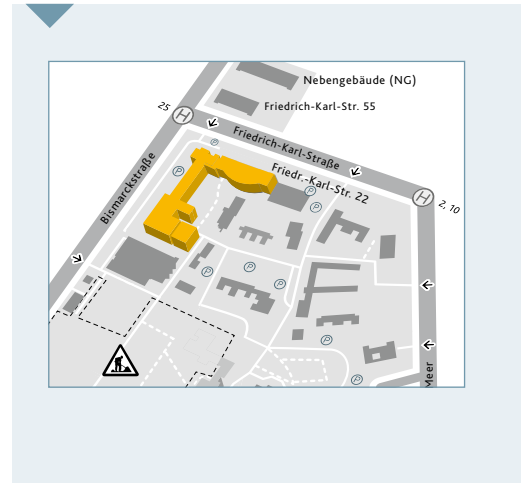 Nebengebäude (NG)
Friedrich-Karl-Str. 55
25
H
Friedrich-Karl-Straße
P
P
Friedr.-Karl-Str. 22
Bismarckstraße
P
P
H
2, 10
P
P
P
P
P
P
P
Meer